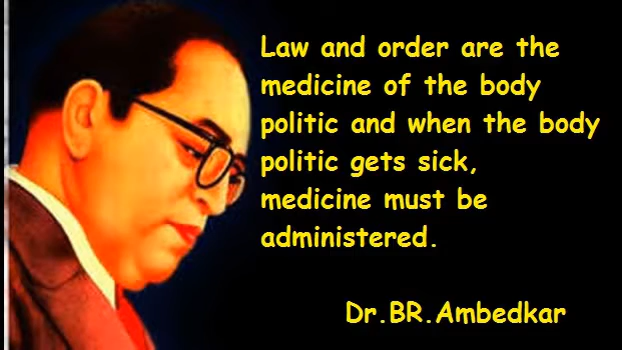 Law and order are the
medicine of the body
politic and when the body
politic gets sick,
medicine must be
administered.
Dr.BR.Ambedkar